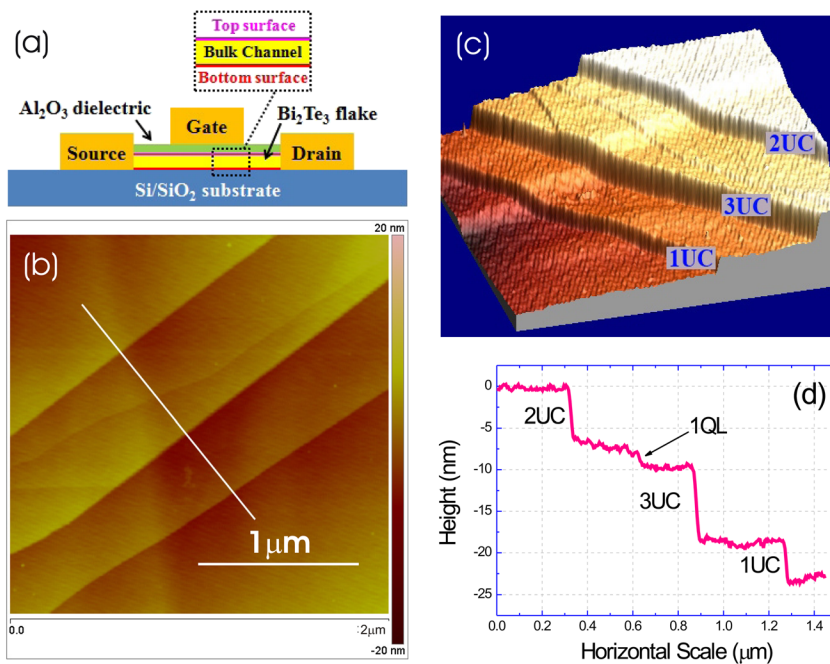 (a)
Top surface
Bulk Channel
Bottom surface
Al₂O₃ dielectric
Bi₂Te₃ flake
Gate
Source
Drain
Si/SiO₂ substrate
(b)
20 nm
1μm
0.0
:2μm
-20 nm
(c)
2UC
3UC
1UC
(d)
0
-5
-10
-15
-20
-25
Height (nm)
2UC
1QL
3UC
1UC
0.0 0.2 0.4 0.6 0.8 1.0 1.2 1.4
Horizontal Scale (μm)